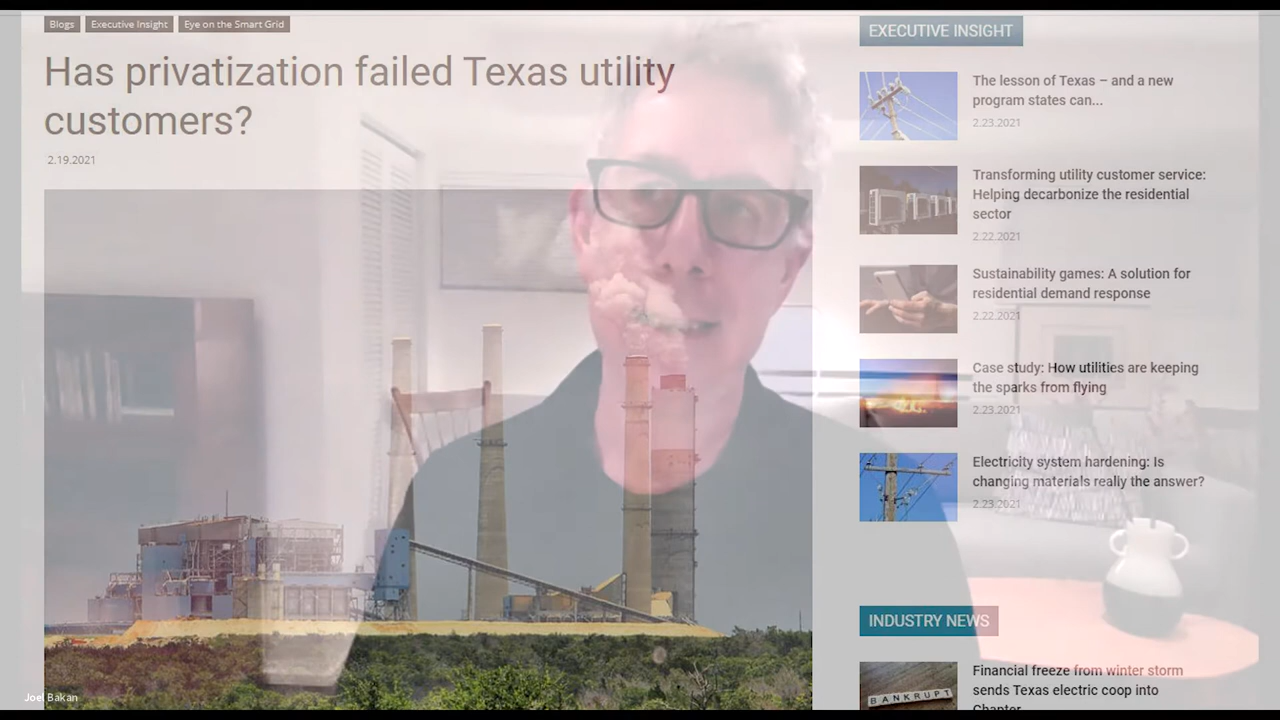 Blogs
Executive Insight
Eye on the Smart Grid
Has privatization failed Texas utility
customers?
2.19.2021
EXECUTIVE INSIGHT
The lesson of Texas – and a new
program states can...
2.23.2021
Transforming utility customer service:
Helping decarbonize the residential
sector
2.22.2021
Sustainability games: A solution for
residential demand response
2.22.2021
Case study: How utilities are keeping
the sparks from flying
2.23.2021
Electricity system hardening: Is
changing materials really the answer?
2.23.2021
INDUSTRY NEWS
BANKRUPT
Financial freeze from winter storm
sends Texas electric coop into
Chapter
Joel Bakan